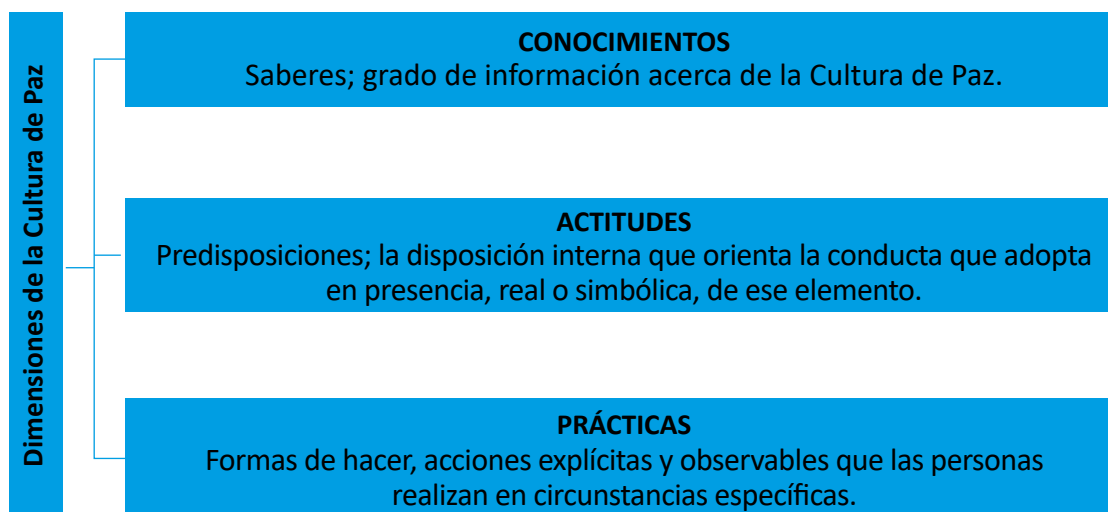 Dimensiones de la Cultura de Paz
CONOCIMIENTOS
Saberes; grado de información acerca de la Cultura de Paz.
ACTITUDES
Predisposiciones; la disposición interna que orienta la conducta que adopta
en presencia, real o simbólica, de ese elemento.
PRÁCTICAS
Formas de hacer, acciones explícitas y observables que las personas
realizan en circunstancias específicas.